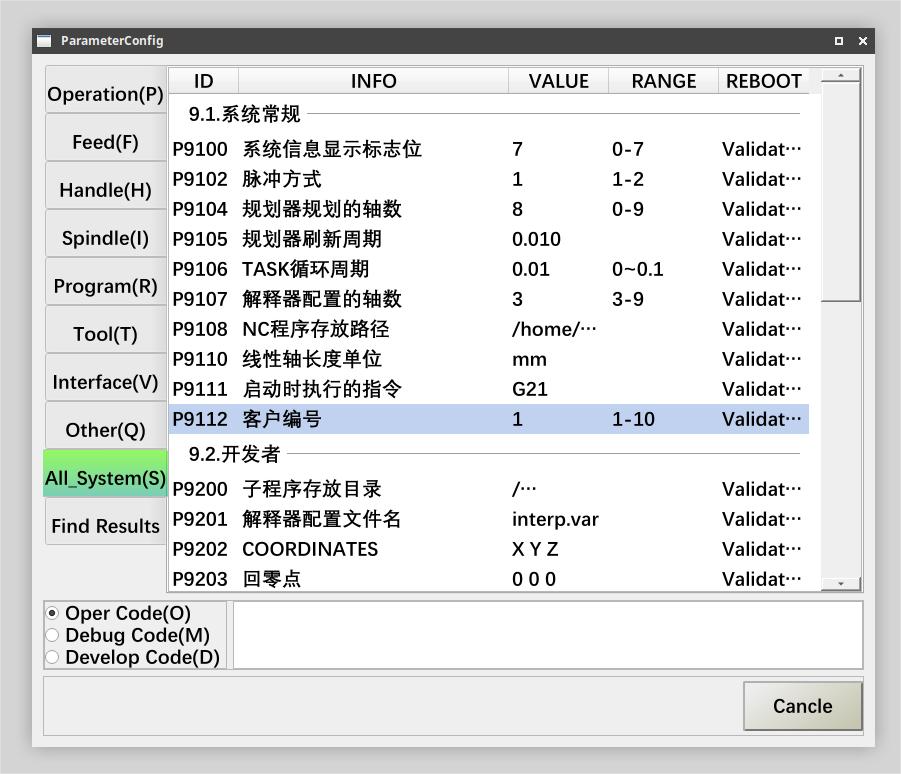 ParameterConfig
ID INFO VALUE RANGE REBOOT
Operation(P)
Feed(F)
Handle(H)
Spindle(I)
Program(R)
Tool(T)
Interface(V)
Other(Q)
All_System(S)
Find Results
9.1.系统常规
P9100 系统信息显示标志位 7 0-7 Validat···
P9102 脉冲方式 1 1-2 Validat···
P9104 规划器规划的轴数 8 0-9 Validat···
P9105 规划器刷新周期 0.010 Validat···
P9106 TASK循环周期 0.01 0~0.1 Validat···
P9107 解释器配置的轴数 3 3-9 Validat···
P9108 NC程序存放路径 /home/··· Validat···
P9110 线性轴长度单位 mm Validat···
P9111 启动时执行的指令 G21 Validat···
P9112 客户编号 1 1-10 Validat···
9.2.开发者
P9200 子程序存放目录 /··· Validat···
P9201 解释器配置文件名 interp.var Validat···
P9202 COORDINATES X Y Z Validat···
P9203 回零点 0 0 0 Validat···
Oper Code(O)
Debug Code(M)
Develop Code(D)
Cancle